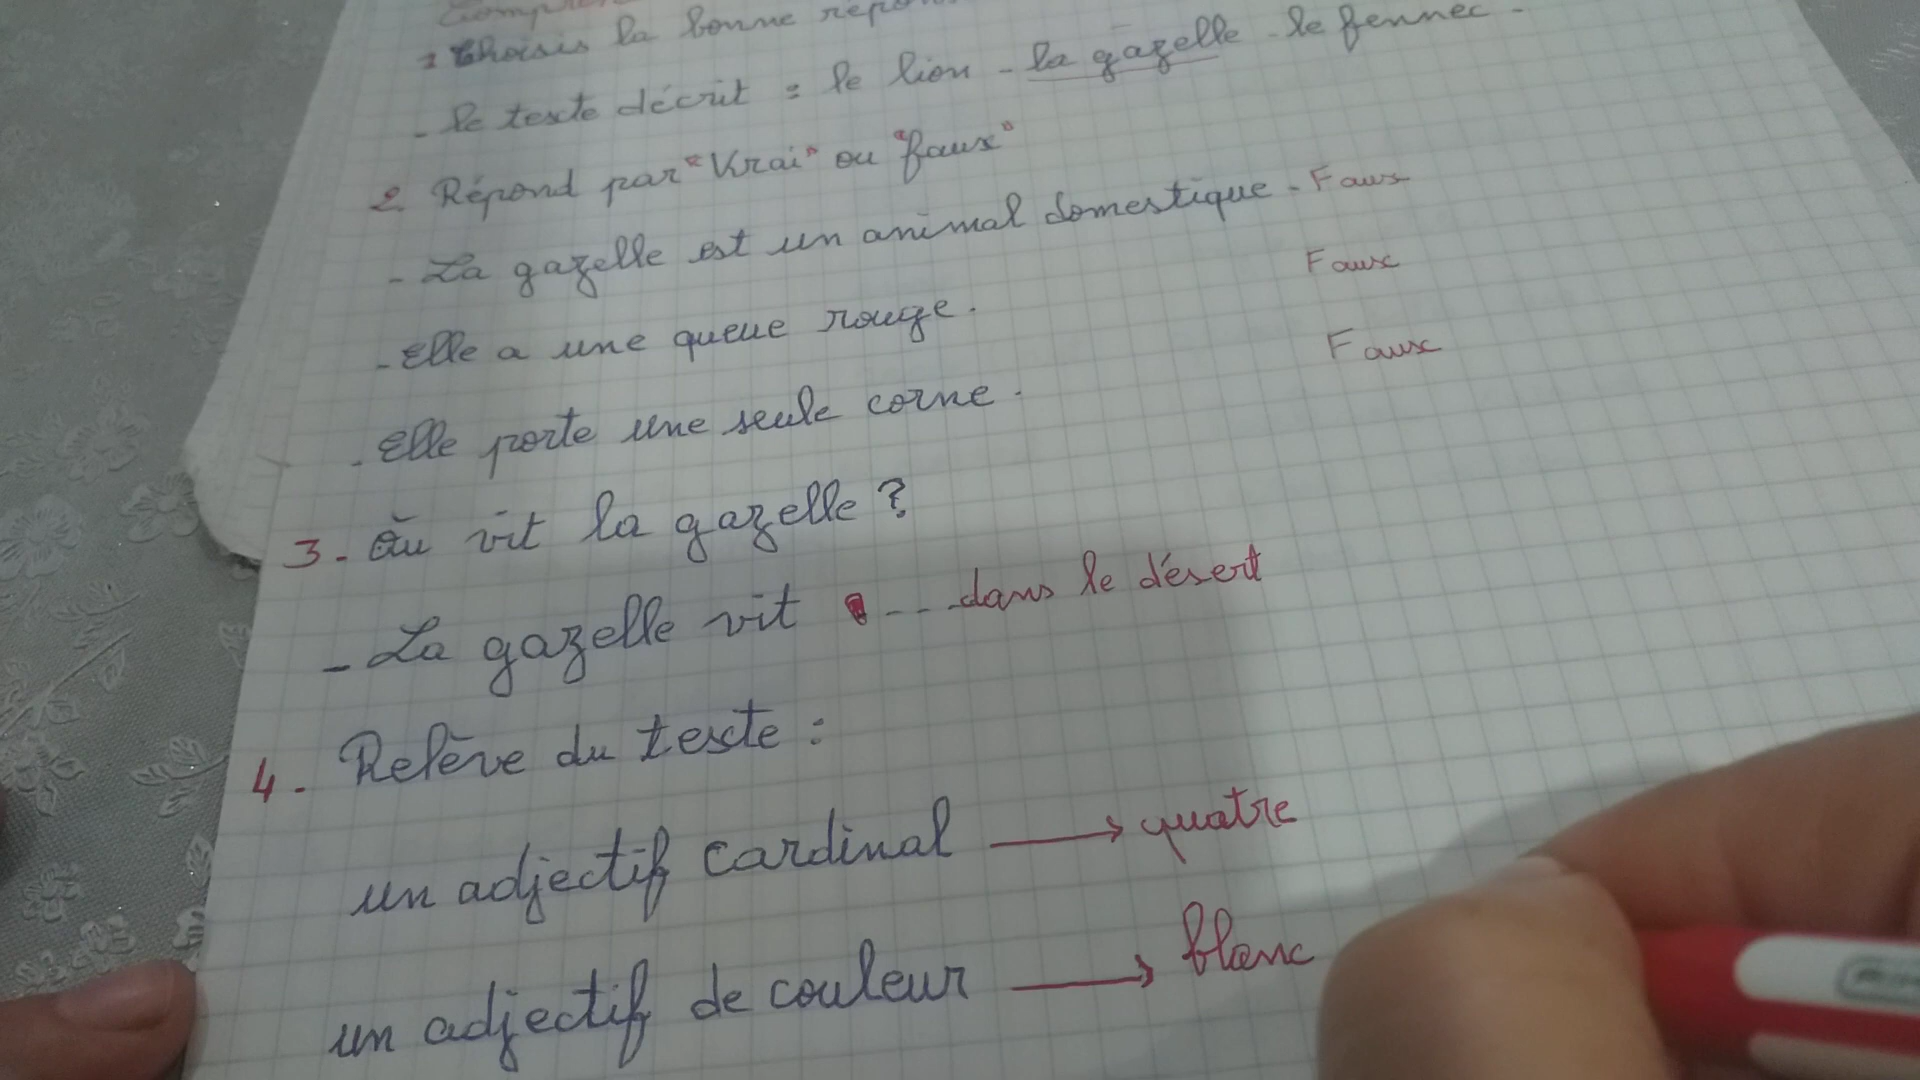 1 Choisis la bonne
- le texte décrit : le lion - la gazelle - le fennec -
2. Répond par "Vrai" ou "faux"
- La gazelle est un animal domestique - Faux
- Elle a une queue rouge. Faux
- Elle porte une seule corne. Faux
3 - Où vit la gazelle ?
- La gazelle vit - - - dans le désert
4. Relève du texte :
un adjectif cardinal → quatre
un adjectif de couleur → blanc